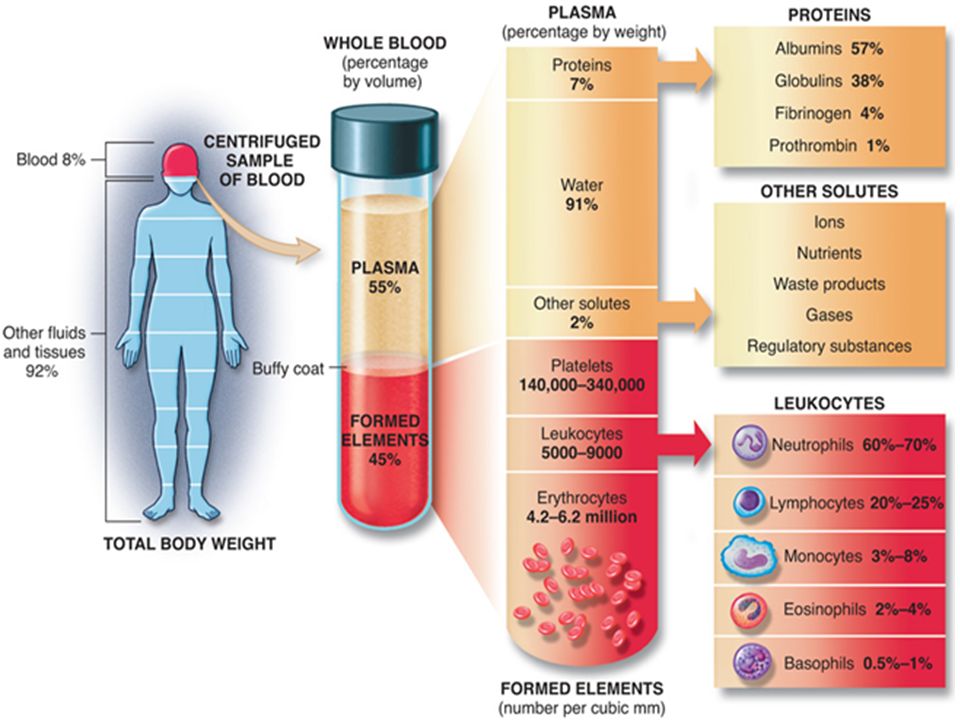 Blood 8%
Other fluids
and tissues
92%
TOTAL BODY WEIGHT
CENTRIFUGED
SAMPLE
OF BLOOD
WHOLE BLOOD
(percentage
by volume)
PLASMA
55%
Buffy coat
FORMED
ELEMENTS
45%
PLASMA
(percentage by weight)
Proteins
7%
Water
91%
Other solutes
2%
Platelets
140,000–340,000
Leukocytes
5000–9000
Erythrocytes
4.2–6.2 million
FORMED ELEMENTS
(number per cubic mm)
PROTEINS
Albumins 57%
Globulins 38%
Fibrinogen 4%
Prothrombin 1%
OTHER SOLUTES
Ions
Nutrients
Waste products
Gases
Regulatory substances
LEUKOCYTES
Neutrophils 60%–70%
Lymphocytes 20%–25%
Monocytes 3%–8%
Eosinophils 2%–4%
Basophils 0.5%–1%